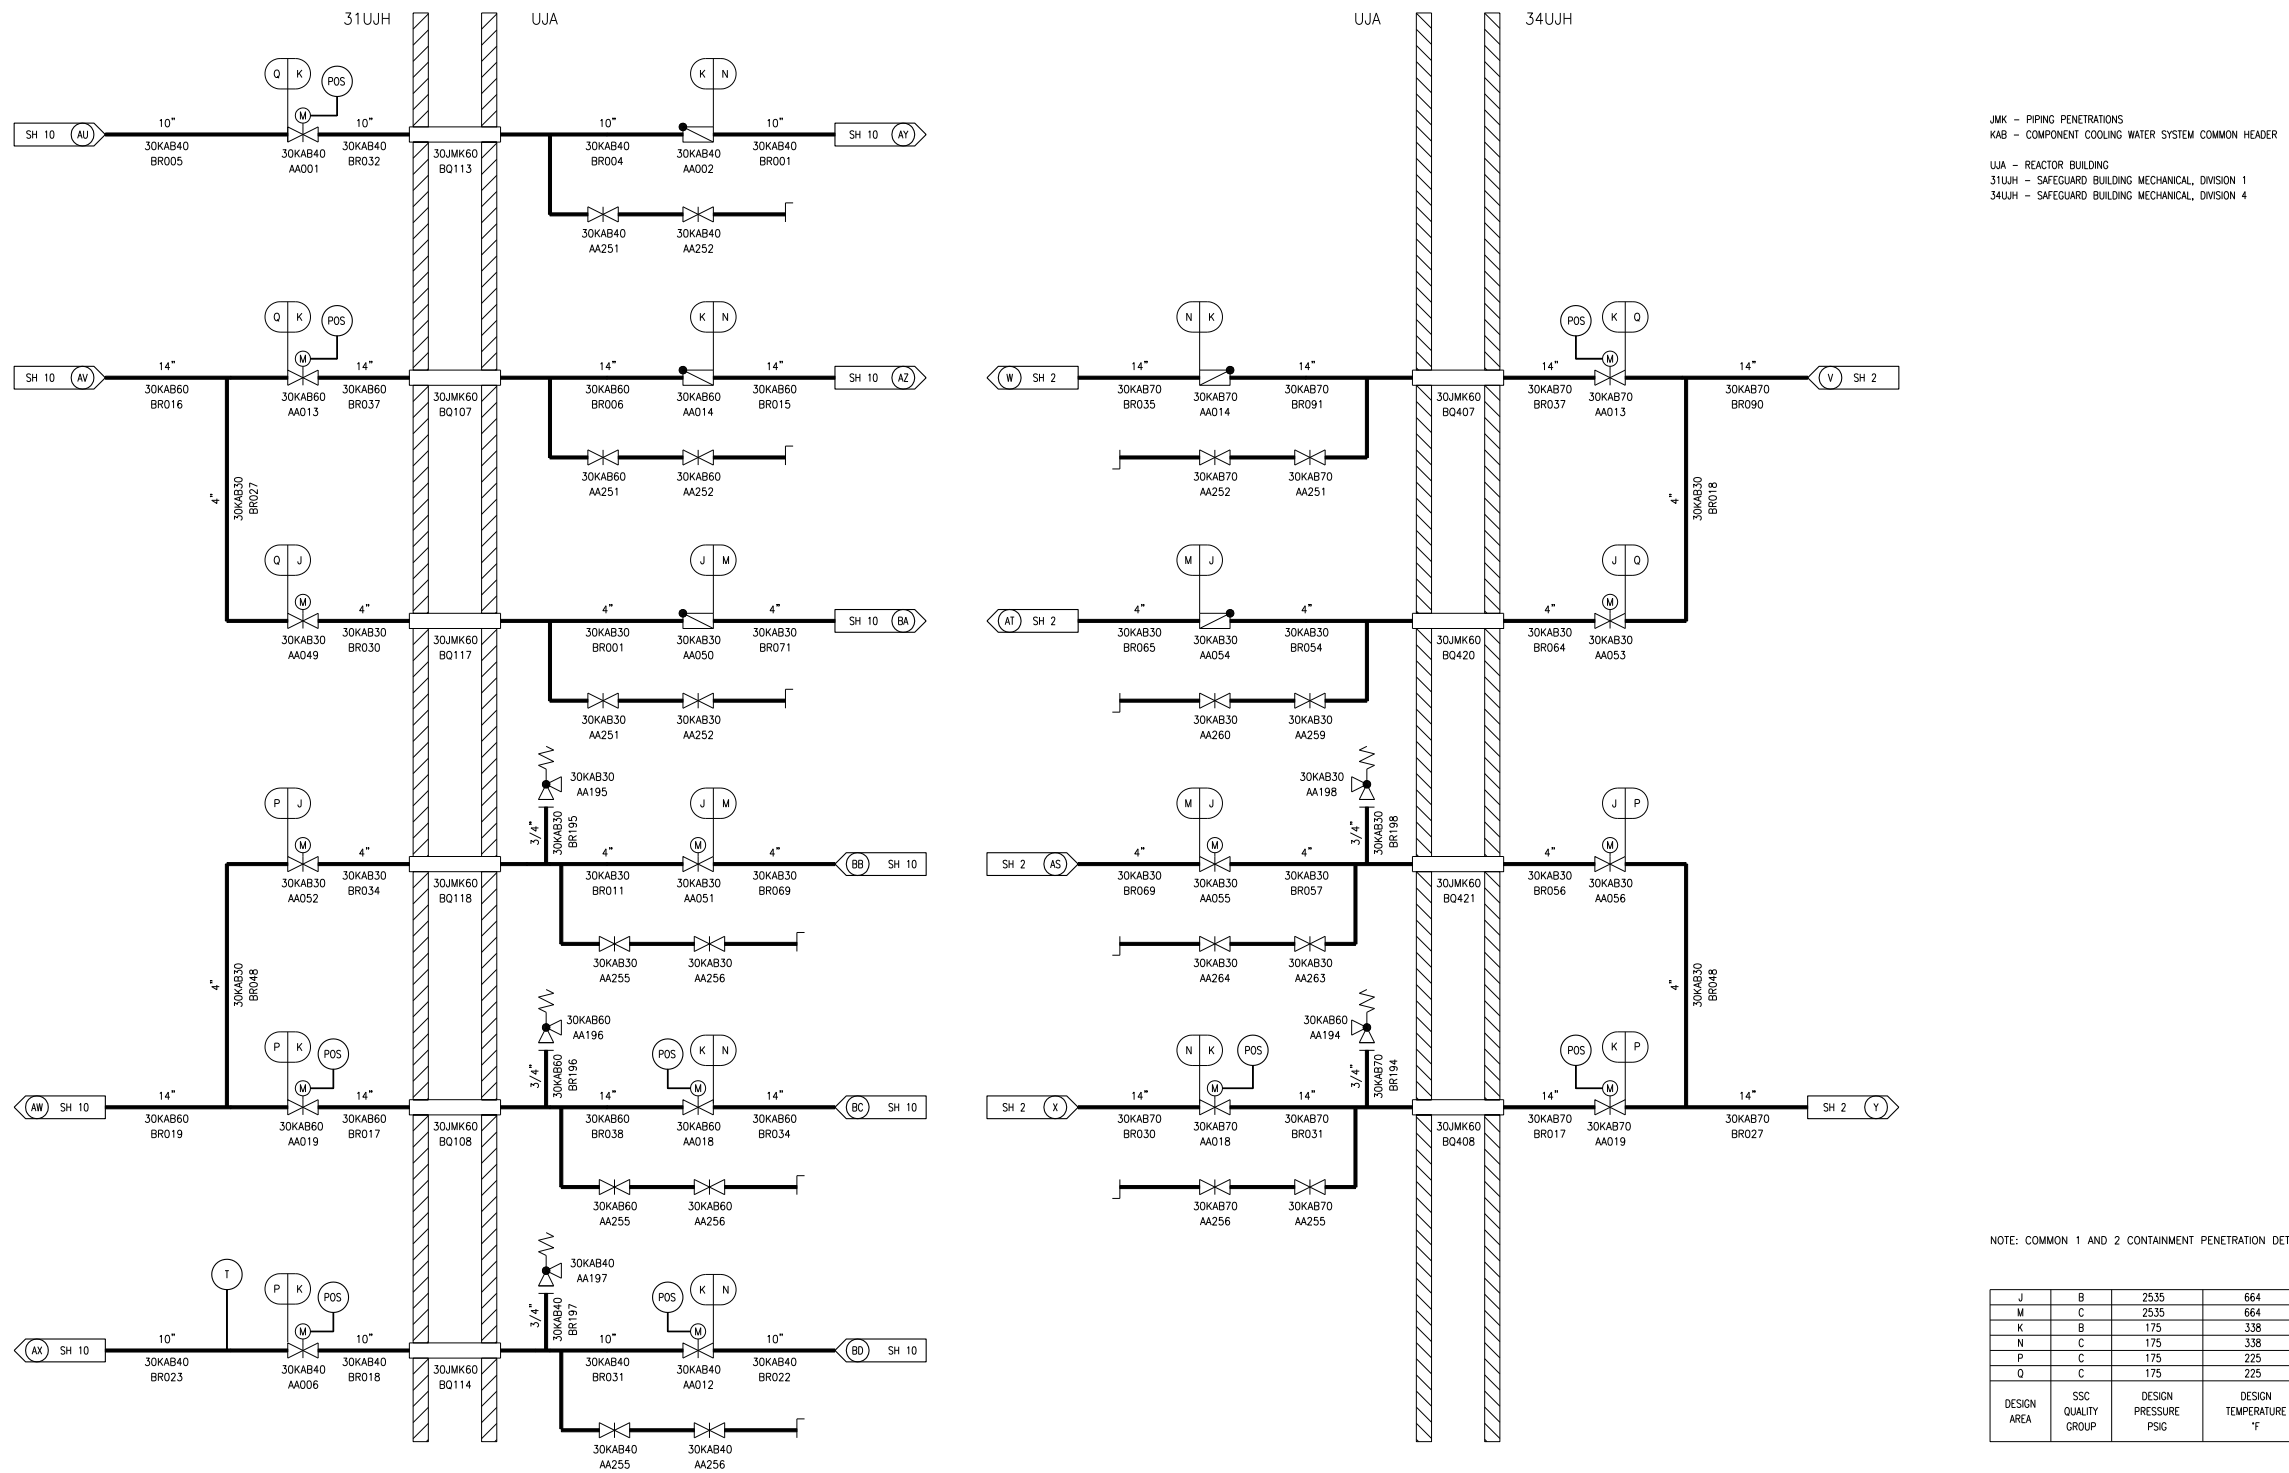 31UJH
UJA
UJA
34UJH
Q K
POS
K N
M
SH 10 AU
10"
10"
10"
10"
SH 10 AY
30KAB40
BR005
30KAB40
AA001
30KAB40
BR032
30JMK60
BQ113
30KAB40
BR004
30KAB40
AA002
30KAB40
BR001
30KAB40
AA251
30KAB40
AA252
JMK - PIPING PENETRATIONS
KAB - COMPONENT COOLING WATER SYSTEM COMMON HEADER
UJA - REACTOR BUILDING
31UJH - SAFEGUARD BUILDING MECHANICAL, DIVISION 1
34UJH - SAFEGUARD BUILDING MECHANICAL, DIVISION 4
Q K
POS
K N
M
SH 10 AV
14"
14"
14"
14"
SH 10 AZ
30KAB60
BR016
30KAB60
AA013
30KAB60
BR037
30JMK60
BQ107
30KAB60
BR006
30KAB60
AA014
30KAB60
BR015
30KAB60
AA251
30KAB60
AA252
4"
30KAB30
BR027
N K
POS
K Q
M
W SH 2
14"
14"
14"
14"
V SH 2
30KAB70
BR035
30KAB70
AA014
30KAB70
BR091
30JMK60
BQ407
30KAB70
BR037
30KAB70
AA013
30KAB70
BR090
30KAB70
AA252
30KAB70
AA251
4"
30KAB30
BR018
Q J
J M
M
4"
4"
4"
SH 10 BA
30KAB30
AA049
30KAB30
BR030
30JMK60
BQ117
30KAB30
BR001
30KAB30
AA050
30KAB30
BR071
30KAB30
AA251
30KAB30
AA252
M J
J Q
M
AT SH 2
4"
4"
4"
30KAB30
BR065
30KAB30
AA054
30KAB30
BR054
30JMK60
BQ420
30KAB30
BR064
30KAB30
AA053
30KAB30
AA260
30KAB30
AA259
30KAB30
AA195
P J
J M
3/4"
30KAB30
BR195
M
M
4"
4"
4"
BB SH 10
30KAB30
AA052
30KAB30
BR034
30JMK60
BQ118
30KAB30
BR011
30KAB30
AA051
30KAB30
BR069
30KAB30
AA255
30KAB30
AA256
4"
30KAB30
BR048
30KAB30
AA198
M J
J P
3/4"
30KAB30
BR198
M
M
SH 2 AS
4"
4"
4"
30KAB30
BR069
30KAB30
AA055
30KAB30
BR057
30JMK60
BQ421
30KAB30
BR056
30KAB30
AA056
30KAB30
AA264
30KAB30
AA263
4"
30KAB30
BR048
30KAB60
AA196
P K
POS
POS
K N
3/4"
30KAB60
BR196
M
M
AW SH 10
14"
14"
14"
14"
BC SH 10
30KAB60
BR019
30KAB60
AA019
30KAB60
BR017
30JMK60
BQ108
30KAB60
BR038
30KAB60
AA018
30KAB60
BR034
30KAB60
AA255
30KAB60
AA256
30KAB60
AA194
N K
POS
POS
K P
3/4"
30KAB70
BR194
M
M
SH 2 X
14"
14"
14"
14"
SH 2 Y
30KAB70
BR030
30KAB70
AA018
30KAB70
BR031
30JMK60
BQ408
30KAB70
BR017
30KAB70
AA019
30KAB70
BR027
30KAB70
AA256
30KAB70
AA255
30KAB40
AA197
T
P K
POS
POS
K N
3/4"
30KAB40
BR197
M
M
AX SH 10
10"
10"
10"
10"
BD SH 10
30KAB40
BR023
30KAB40
AA006
30KAB40
BR018
30JMK60
BQ114
30KAB40
BR031
30KAB40
AA012
30KAB40
BR022
30KAB40
AA255
30KAB40
AA256
NOTE: COMMON 1 AND 2 CONTAINMENT PENETRATION
J B 2535 664
M C 2535 664
K B 175 338
N C 175 338
P C 175 225
Q C 175 225
DESIGN AREA
SSC QUALITY GROUP
DESIGN PRESSURE PSIG
DESIGN TEMPERATURE °F